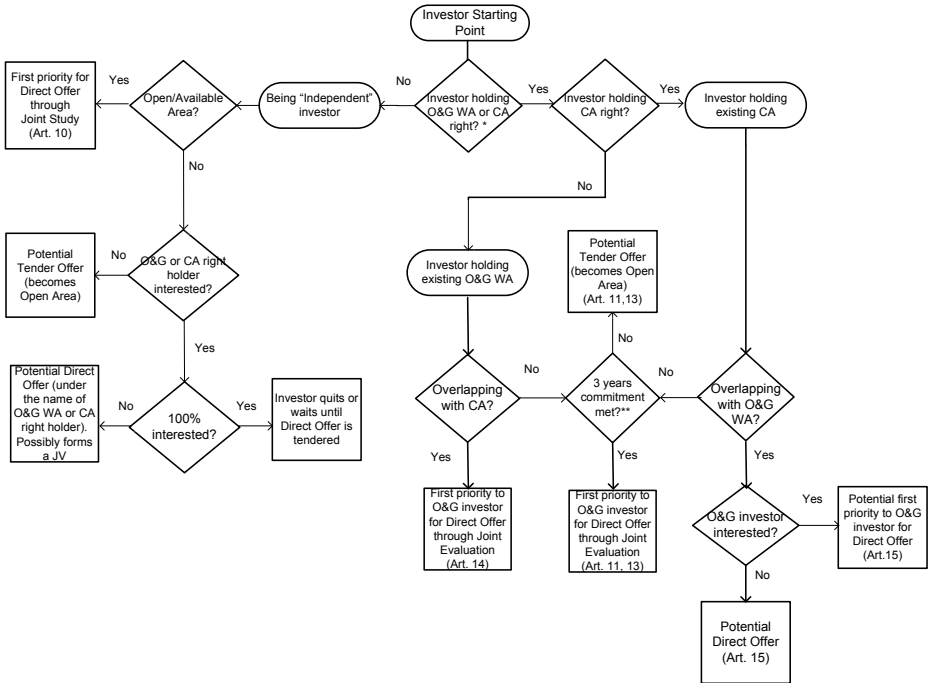 Investor Starting
Point
First priority for
Direct Offer
through
Joint Study
(Art. 10)
Yes
Open/Available
Area?
Being “Independent”
investor
No
Investor holding
O&G WA or CA
right? *
Yes
Investor holding
CA right?
Yes
Investor holding
existing CA
No
No
Potential
Tender Offer
(becomes
Open Area)
No
O&G or CA right
holder
interested?
Investor holding
existing O&G WA
Potential
Tender Offer
(becomes Open
Area)
(Art. 11,13)
Yes
No
Potential Direct
Offer (under
the name of
O&G WA or CA
right holder).
Possibly forms
a JV
No
100%
interested?
Yes
Investor quits or
waits until
Direct Offer is
tendered
Overlapping
with CA?
No
3 years
commitment
met?**
No
Overlapping
with O&G
WA?
Yes
Yes
Yes
First priority to
O&G investor
for Direct Offer
through Joint
Evaluation
(Art. 14)
First priority to
O&G investor
for Direct Offer
through Joint
Evaluation
(Art. 11, 13)
O&G investor
interested?
Yes
Potential first
priority to O&G
investor for
Direct Offer
(Art.15)
No
Potential
Direct Offer
(Art. 15)